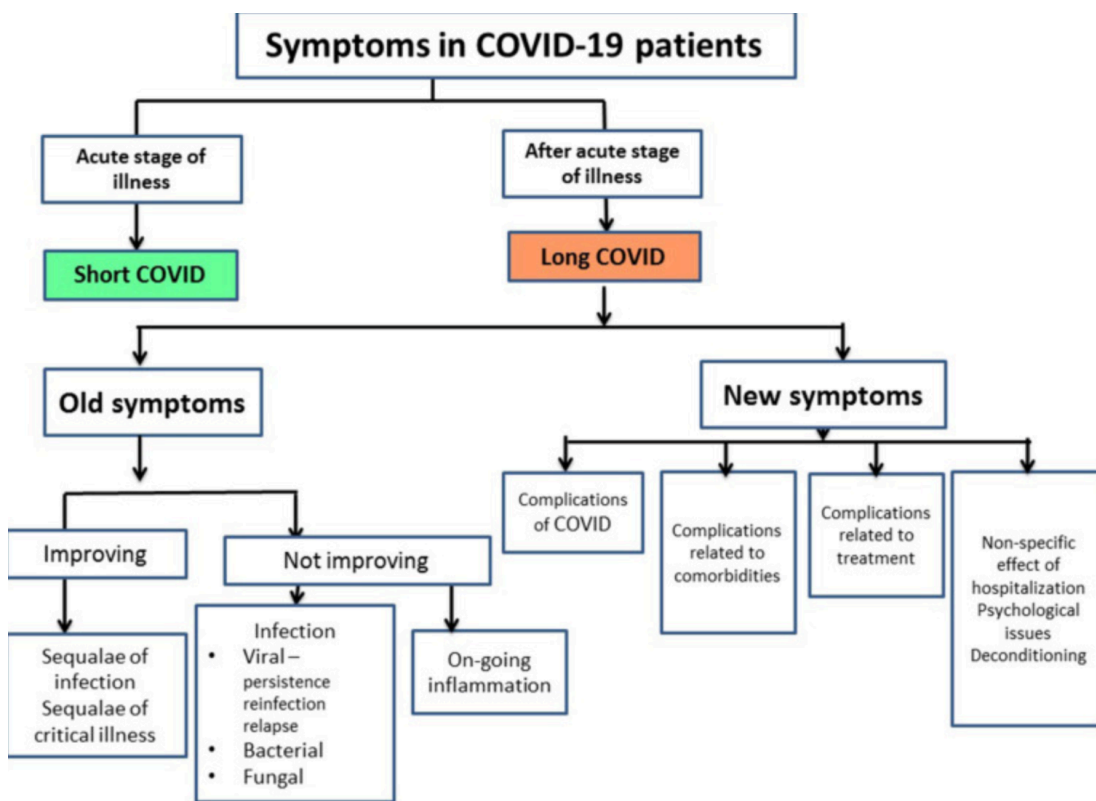 Symptoms in COVID-19 patients
Acute stage of
illness
After acute stage
of illness
Short COVID
Long COVID
Old symptoms
New symptoms
Improving
Not improving
Sequalae of
infection
Sequalae of
critical illness
Infection
• Viral –
persistence
reinfection
relapse
• Bacterial
• Fungal
On-going
inflammation
Complications
of COVID
Complications
related to
comorbidities
Complications
related to
treatment
Non-specific
effect of
hospitalization
Psychological
issues
Deconditioning